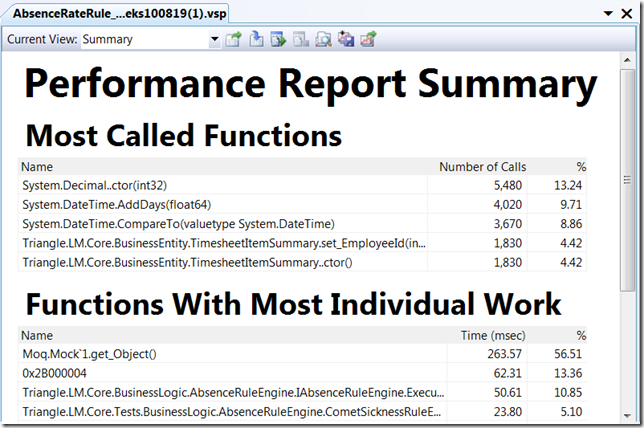 AbsenceRateRule_...eks100819(1).vsp
Current View: Summary
Performance Report Summary
Most Called Functions
Name Number of Calls %
System.Decimal..ctor(int32) 5,480 13.24
System.DateTime.AddDays(float64) 4,020 9.71
System.DateTime.CompareTo(valuetype System.DateTime) 3,670 8.86
Triangle.LM.Core.BusinessEntity.TimesheetItemSummary.set_EmployeeId(in... 1,830 4.42
Triangle.LM.Core.BusinessEntity.TimesheetItemSummary..ctor() 1,830 4.42
Functions With Most Individual Work
Name Time (msec) %
Moq.Mock`1.get_Object() 263.57 56.51
0x2B000004 62.31 13.36
Triangle.LM.Core.BusinessLogic.AbsenceRuleEngine.IAbsenceRuleEngine.Execu... 50.61 10.85
Triangle.LM.Core.Tests.BusinessLogic.AbsenceRuleEngine.CometSicknessRuleE... 23.80 5.10